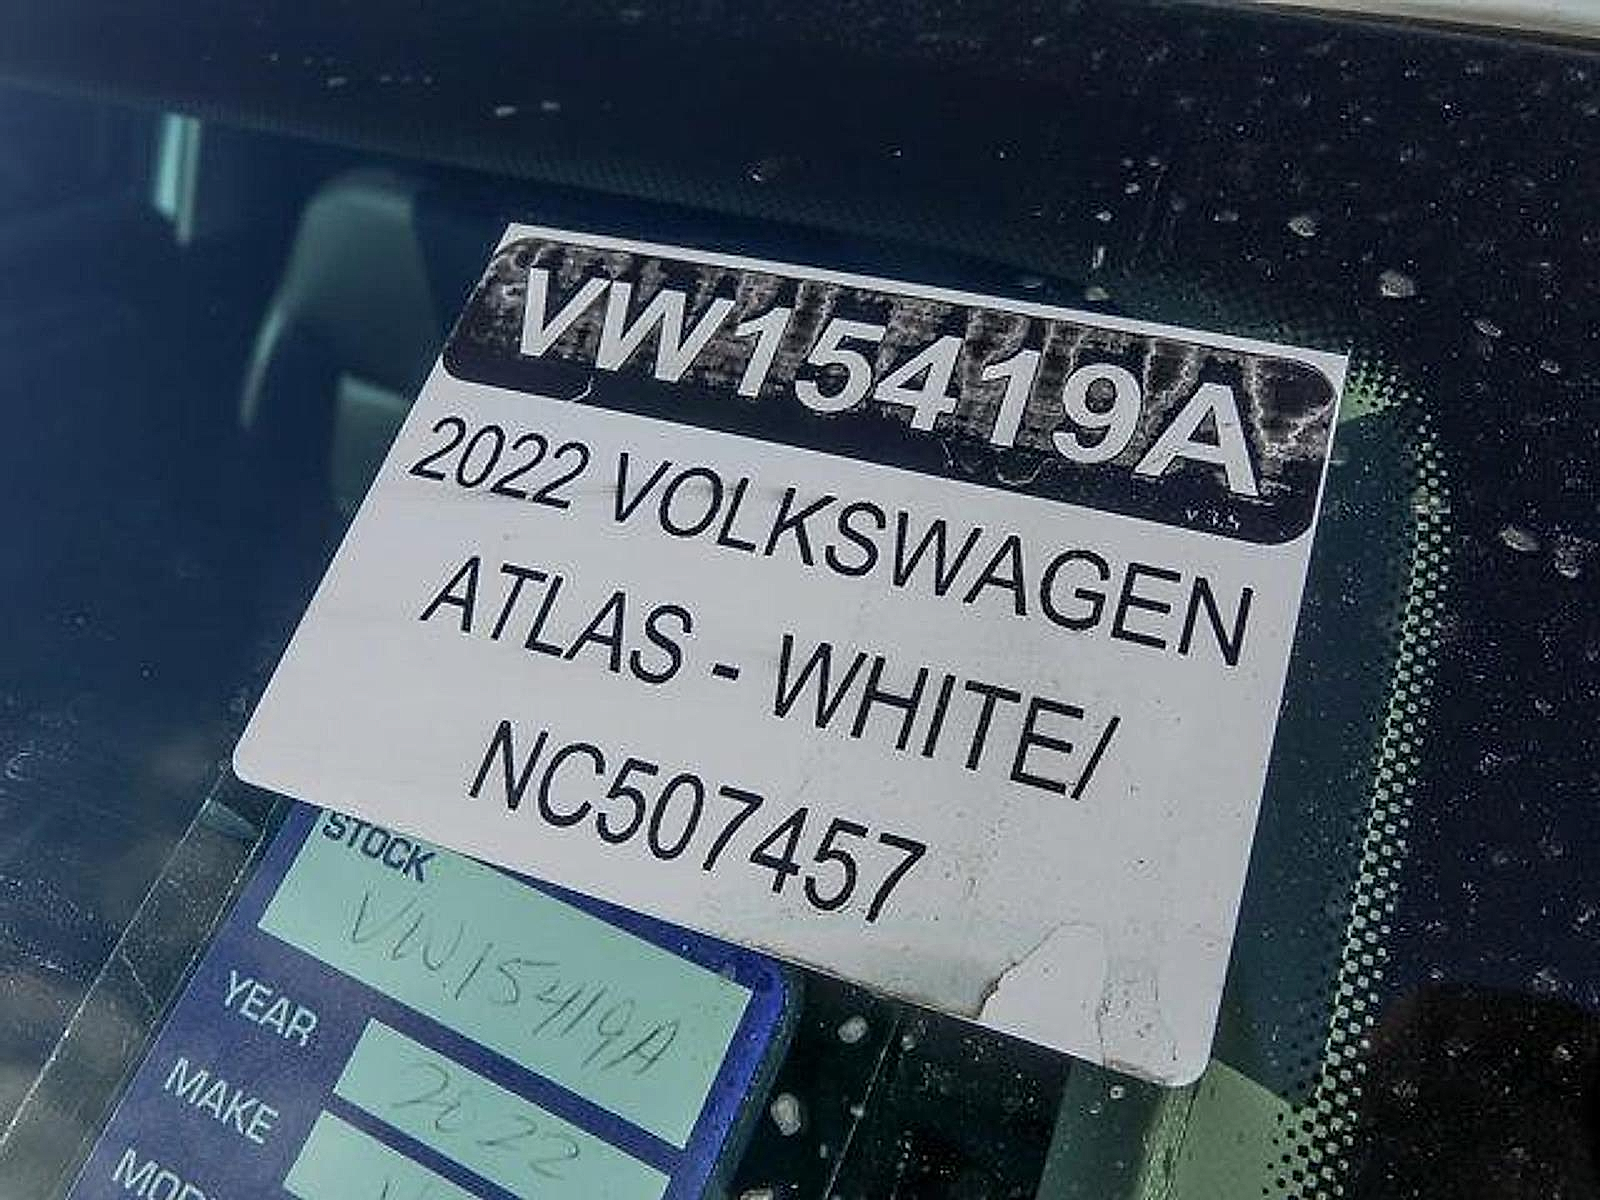 VW15419A
2022 VOLKSWAGEN
ATLAS - WHITE/
NC507457
STOCK
VW15419A
YEAR
2022
MAKE